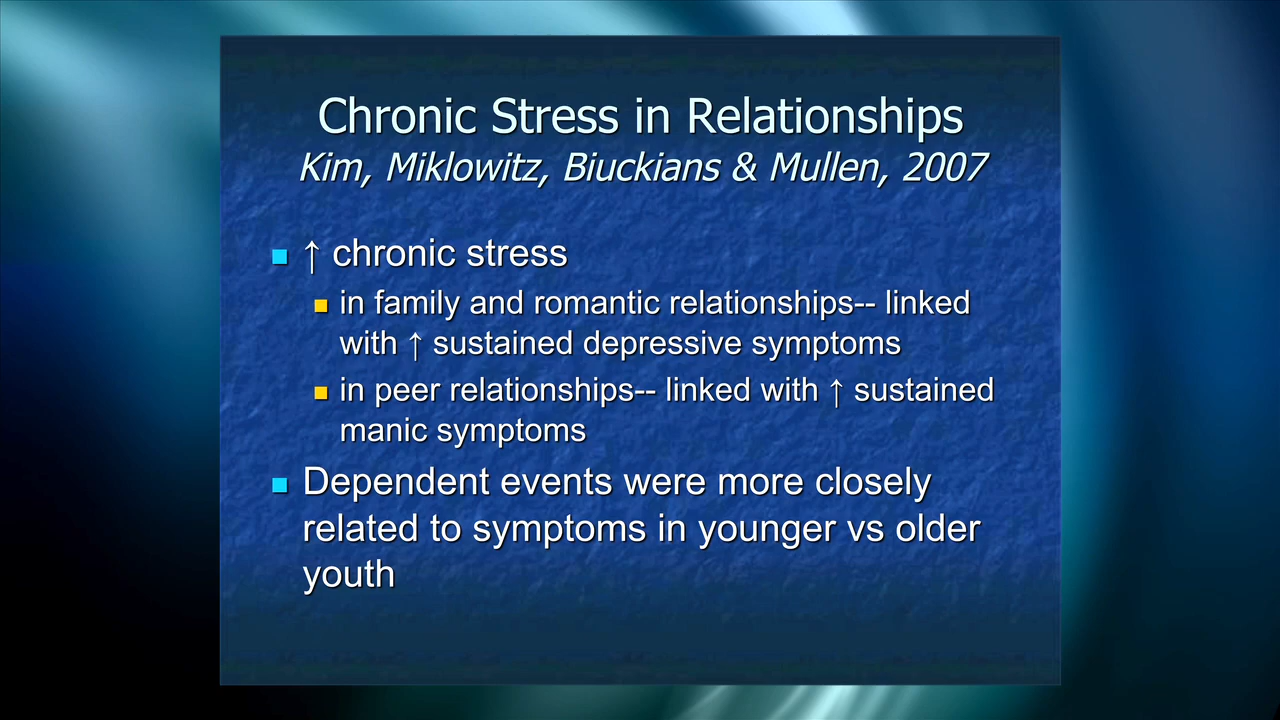 Chronic Stress in Relationships
Kim, Miklowitz, Biuckians & Mullen, 2007
↑ chronic stress
in family and romantic relationships-- linked
with ↑ sustained depressive symptoms
in peer relationships-- linked with ↑ sustained
manic symptoms
Dependent events were more closely
related to symptoms in younger vs older
youth